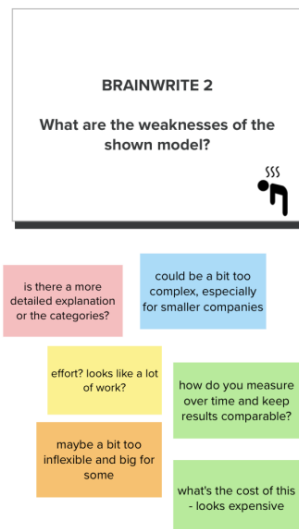 BRAINWRITE 2
What are the weaknesses of the
shown model?
is there a more
detailed explanation
or the categories?
could be a bit too
complex, especially
for smaller companies
effort? looks like a lot
of work?
how do you measure
over time and keep
results comparable?
maybe a bit too
inflexible and big for
some
what's the cost of this
- looks expensive